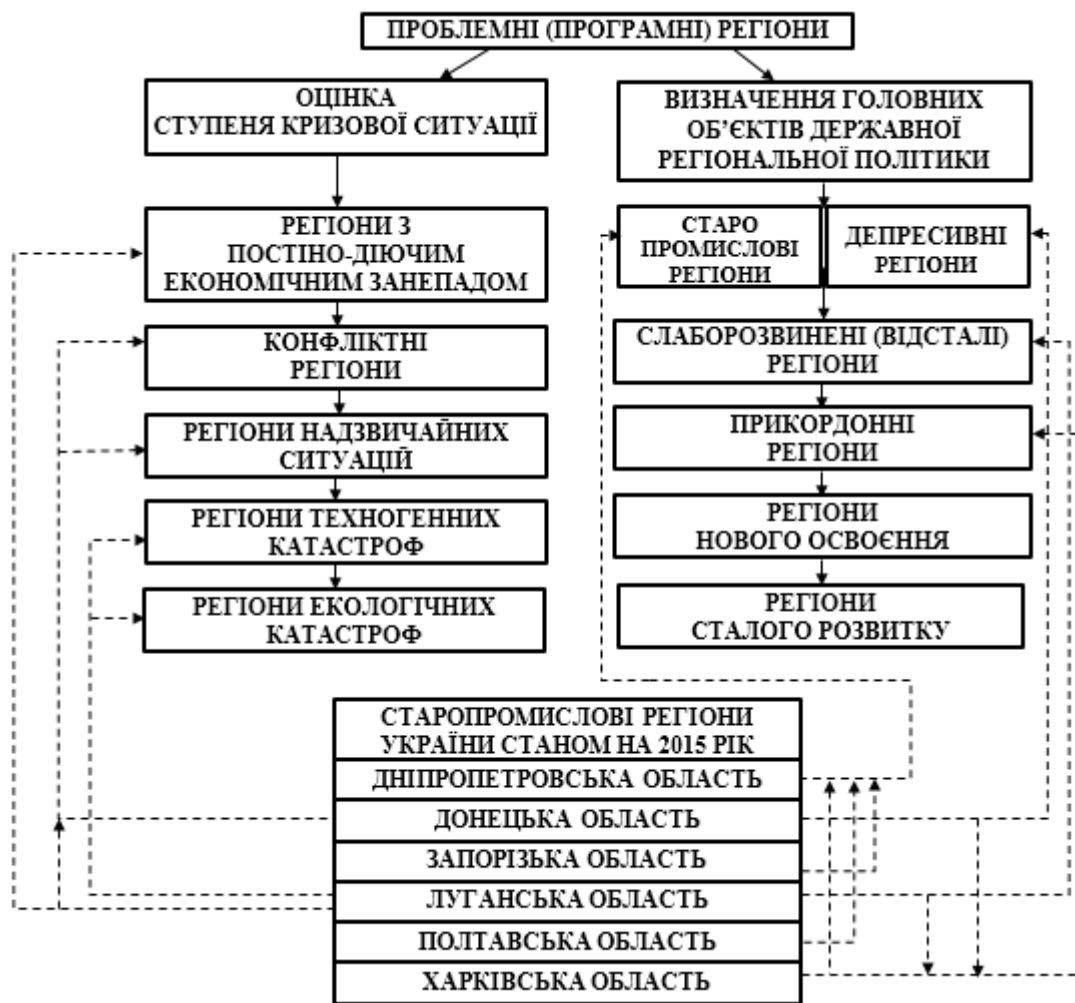 ПРОБЛЕМНІ (ПРОГРАМНІ) РЕГІОНИ
ОЦІНКА
СТУПЕНЯ КРИЗОВОЇ СИТУАЦІЇ
ВИЗНАЧЕННЯ ГОЛОВНИХ
ОБ’ЄКТІВ ДЕРЖАВНОЇ
РЕГІОНАЛЬНОЇ ПОЛІТИКИ
РЕГІОНИ З
ПОСТІНО-ДІЮЧИМ
ЕКОНОМІЧНИМ ЗАНЕПАДОМ
СТАРО
ПРОМИСЛОВІ
РЕГІОНИ
ДЕПРЕСИВНІ
РЕГІОНИ
КОНФЛІКТНІ
РЕГІОНИ
СЛАБОРОЗВИНЕНІ (ВІДСТАЛІ)
РЕГІОНИ
РЕГІОНИ НАДЗВИЧАЙНИХ
СИТУАЦІЙ
ПРИКОРДОННІ
РЕГІОНИ
РЕГІОНИ ТЕХНОГЕННИХ
КАТАСТРОФ
РЕГІОНИ
НОВОГО ОСВОЄННЯ
РЕГІОНИ ЕКОЛОГІЧНИХ
КАТАСТРОФ
РЕГІОНИ
СТАЛОГО РОЗВИТКУ
СТАРОПРОМИСЛОВІ РЕГІОНИ
УКРАЇНИ СТАНОМ НА 2015 РІК
ДНІПРОПЕТРОВСЬКА ОБЛАСТЬ
ДОНЕЦЬКА ОБЛАСТЬ
ЗАПОРІЗЬКА ОБЛАСТЬ
ЛУГАНСЬКА ОБЛАСТЬ
ПОЛТАВСЬКА ОБЛАСТЬ
ХАРКІВСЬКА ОБЛАСТЬ